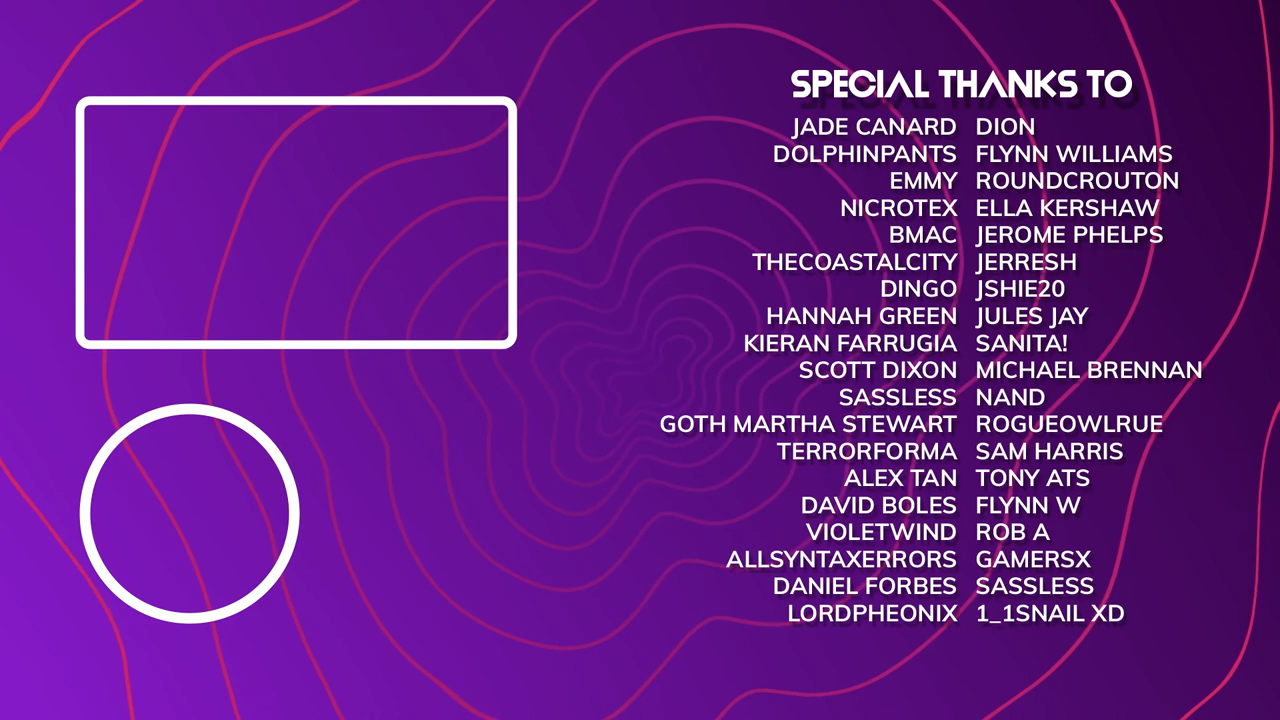 SPECIAL THANKS TO
JADE CANARD DION
DOLPHINPANTS FLYNN WILLIAMS
EMMY ROUNDCROUTON
NICROTEX ELLA KERSHAW
BMAC JEROME PHELPS
THECOASTALCITY JERRESH
DINGO JSHIE20
HANNAH GREEN JULES JAY
KIERAN FARRUGIA SANITA!
SCOTT DIXON MICHAEL BRENNAN
SASSLESS NAND
GOTH MARTHA STEWART ROGUEOWLRUE
TERRORFORMA SAM HARRIS
ALEX TAN TONY ATS
DAVID BOLES FLYNN W
VIOLETWIND ROB A
ALLSYNTAXERRORS GAMERSX
DANIEL FORBES SASSLESS
LORDPHEONIX 1_1SNAIL XD